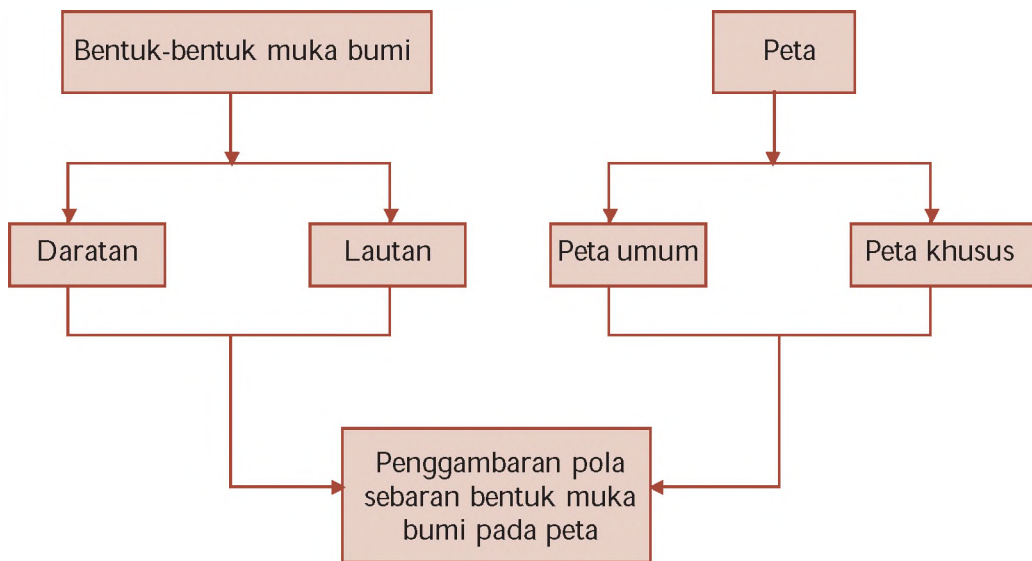 Bentuk-bentuk muka bumi
Peta
Daratan
Lautan
Peta umum
Peta khusus
Penggambaran pola
sebaran bentuk muka
bumi pada peta